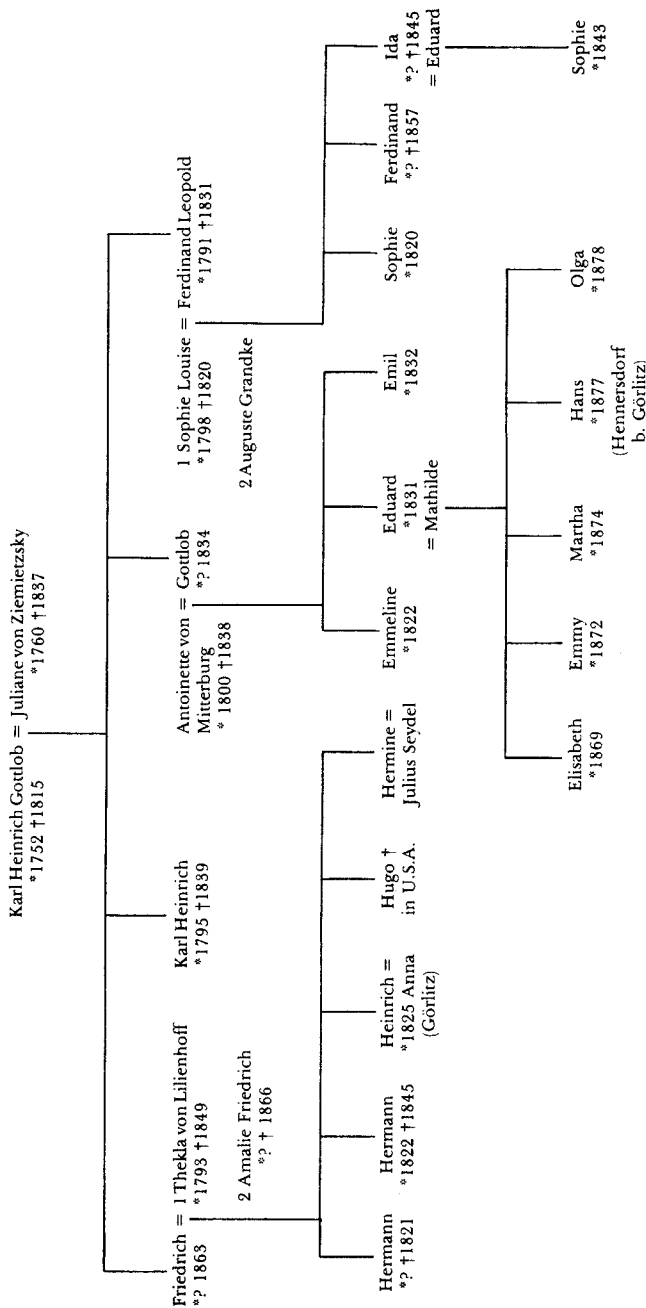 Karl Heinrich Gottlob = Juliane von Ziemietzsky
*1752 †1815 *1760 †1837
Friedrich = 1 Thekla von Lilienhoff
*? 1863 *1793 †1849
2 Amalie Friedrich
*? † 1866
Karl Heinrich
*1795 †1839
Antoinette von = Gottlob
Mitterburg *? 1834
* 1800 †1838
1 Sophie Louise = Ferdinand Leopold
*1798 †1820 *1791 †1831
2 Auguste Grandke
Hermann
*? †1821
Hermann
*1822 †1845
Heinrich =
*1825 Anna
(Görlitz)
Hugo †
in U.S.A.
Hermine =
Julius Seydel
Emmeline
*1822
Eduard
*1831
= Mathilde
Emil
*1832
Sophie
*1820
Ferdinand
*? †1857
Ida
*? †1845
= Eduard
Elisabeth
*1869
Emmy
*1872
Martha
*1874
Hans
*1877
(Hennersdorf
b. Görlitz)
Olga
*1878
Sophie
*1843